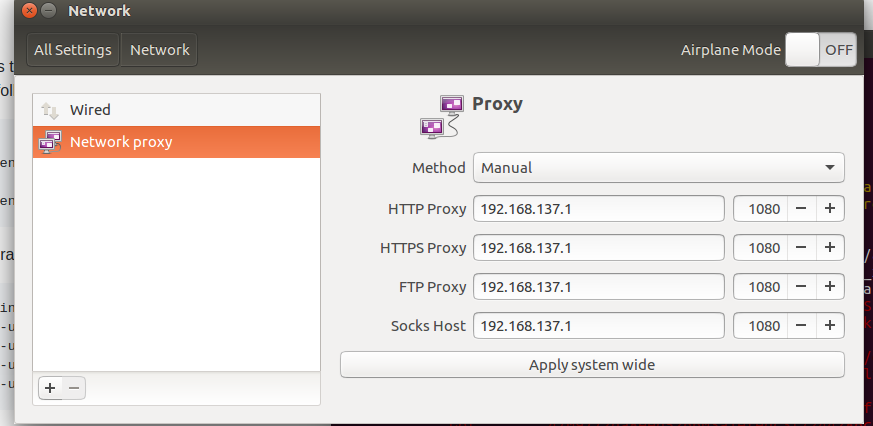 Network
All Settings
Network
Airplane Mode
OFF
Wired
Network proxy
Proxy
Method
Manual
HTTP Proxy
192.168.137.1
1080
HTTPS Proxy
192.168.137.1
1080
FTP Proxy
192.168.137.1
1080
Socks Host
192.168.137.1
1080
Apply system wide